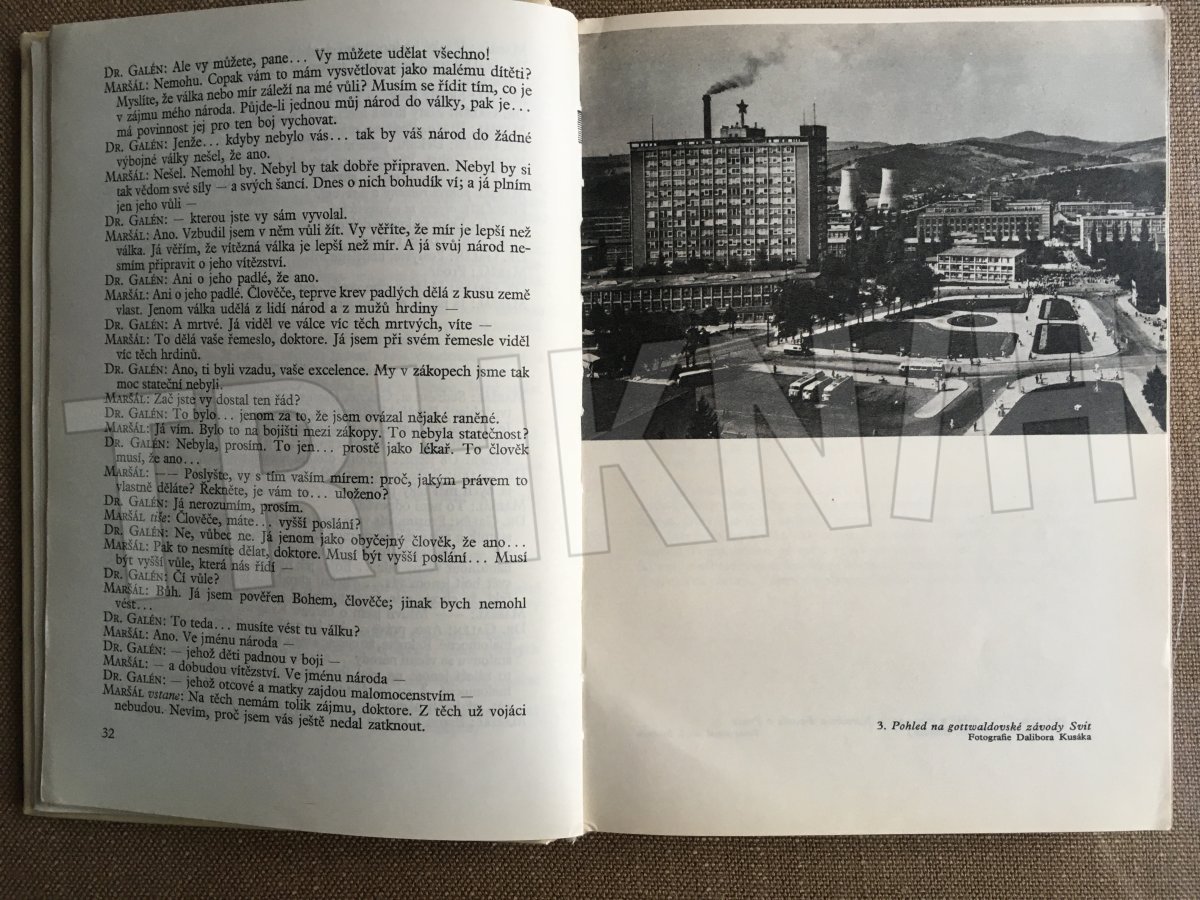 DR. GALÉN: Ale vy můžete, pane... Vy můžete udělat všechno!
MARŠÁL: Nemohu. Copak vám to mám vysvětlovat jako malému dítěti?
Myslíte, že válka nebo mír záleží na mé vůli? Musím se řídit tím, co je
v zájmu mého národa. Půjde-li jednou můj národ do války, pak je...
má povinnost jej pro ten boj vychovat.
DR. GALÉN: Jenže... kdyby nebylo vás... tak by váš národ do žádné
výbojné války nešel, že ano.
MARŠÁL: Nešel. Nemohl by. Nebyl by tak dobře připraven. Nebyl by si
tak vědom své síly — a svých šancí. Dnes o nich bohudík ví; a já plním
jen jeho vůli —
DR. GALÉN: — kterou jste vy sám vyvolal.
MARŠÁL: Ano. Vzbudil jsem v něm vůli žít. Vy věříte, že mír je lepší než
válka. Já věřím, že vítězná válka je lepší než mír. A já svůj národ ne-
smím připravit o jeho vítězství.
DR. GALÉN: Ani o jeho padlé, že ano.
MARŠÁL: Ani o jeho padlé. Člověče, teprve krev padlých dělá z kusu země
vlast. Jenom válka udělá z lidí národ a z mužů hrdiny —
DR. GALÉN: A mrtvé. Já viděl ve válce víc těch mrtvých, víte —
MARŠÁL: To dělá vaše řemeslo, doktore. Já jsem při svém řemesle viděl
víc těch hrdinů.
DR. GALÉN: Ano, ti byli vzadu, vaše excelence. My v zákopech jsme tak
moc stateční nebyli.
MARŠÁL: Zač jste vy dostal ten řád?
DR. GALÉN: To bylo... jenom za to, že jsem ovázal nějaké raněné.
MARŠÁL: Já vím. Bylo to na bojišti mezi zákopy. To nebyla statečnost?
DR. GALÉN: Nebyla, prosím. To jen... prostě jako lékař. To člověk
musí, že ano...
MARŠÁL: —— Poslyšte, vy s tím vaším mírem: proč, jakým právem to
vlastně děláte? Řekněte, je vám to... uloženo?
DR. GALÉN: Já nerozumím, prosím.
MARŠÁL tiše: Člověče, máte... vyšší poslání?
DR. GALÉN: Ne, vůbec ne. Já jenom jako obyčejný člověk, že ano...
MARŠÁL: Pak to nesmíte dělat, doktore. Musí být vyšší poslání... Musí
být vyšší vůle, která nás řídí —
DR. GALÉN: Čí vůle?
MARŠÁL: Bůh. Já jsem pověřen Bohem, člověče; jinak bych nemohl
vést...
DR. GALÉN: To teda... musíte vést tu válku?
MARŠÁL: Ano. Ve jménu národa —
DR. GALÉN: — jehož děti padnou v boji —
MARŠÁL: — a dobudou vítězství. Ve jménu národa —
DR. GALÉN: — jehož otcové a matky zajdou malomocenstvím —
MARŠÁL vstane: Na těch nemám tolik zájmu, doktore. Z těch už vojáci
nebudou. Nevím, proč jsem vás ještě nedal zatknout.
32
3. Pohled na gottwaldovské závody Svit
Fotografie Dalibora Kusáka
TRHKNIH